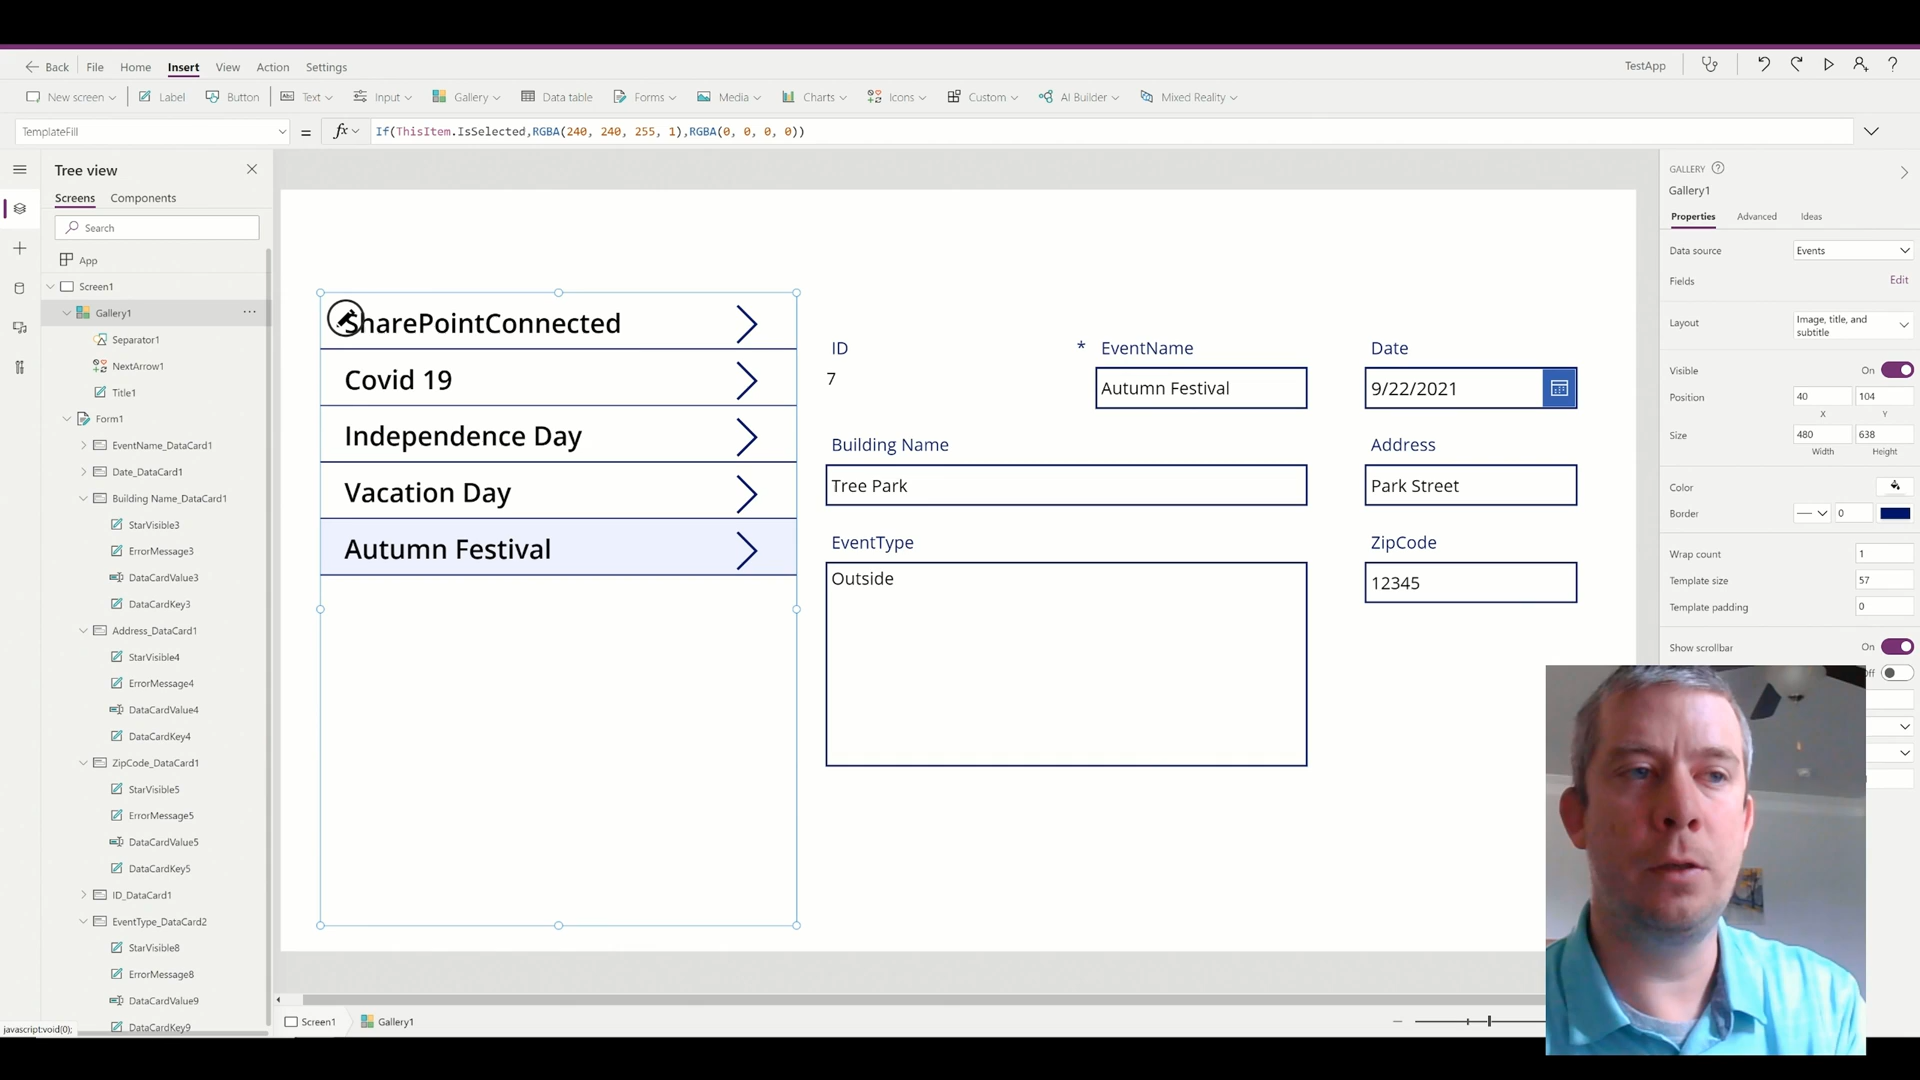 Back File Home Insert View Action Settings TestApp
New screen Label Button Text Input Gallery Data table Forms Media Charts Icons Custom AI Builder Mixed Reality
TemplateFill = fx If(ThisItem.IsSelected,RGBA(240, 240, 255, 1),RGBA(0, 0, 0, 0))
Tree view
Screens Components
Search
App
Screen1
Gallery1
Separator1
NextArrow1
Title1
Form1
EventName_DataCard1
Date_DataCard1
Building Name_DataCard1
StarVisible3
ErrorMessage3
DataCardValue3
DataCardKey3
Address_DataCard1
StarVisible4
ErrorMessage4
DataCardValue4
DataCardKey4
ZipCode_DataCard1
StarVisible5
ErrorMessage5
DataCardValue5
DataCardKey5
ID_DataCard1
EventType_DataCard2
StarVisible8
ErrorMessage8
DataCardValue9
DataCardKey9
javascript:void(0);
SharePointConnected
Covid 19
Independence Day
Vacation Day
Autumn Festival
ID * EventName Date
7 Autumn Festival 9/22/2021
Building Name Address
Tree Park Park Street
EventType ZipCode
Outside 12345
Screen1 Gallery1
GALLERY
Gallery1
Properties Advanced Ideas
Data source Events
Fields Edit
Layout Image, title, and
subtitle
Visible On
Position 40 104
X Y
Size 480 638
Width Height
Color
Border 0
Wrap count 1
Template size 57
Template padding 0
Show scrollbar On